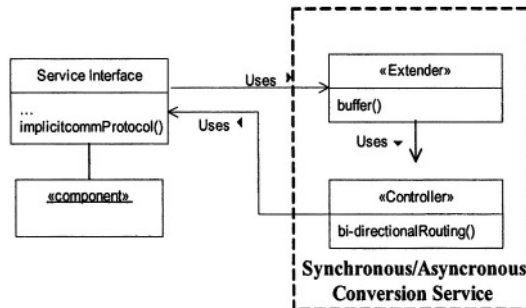 Service Interface
...
implicitcommProtocol()
«component»
Uses
Uses
«Extender»
buffer()
Uses
«Controller»
bi-directionalRouting()
Synchronous/Asyncronous
Conversion Service